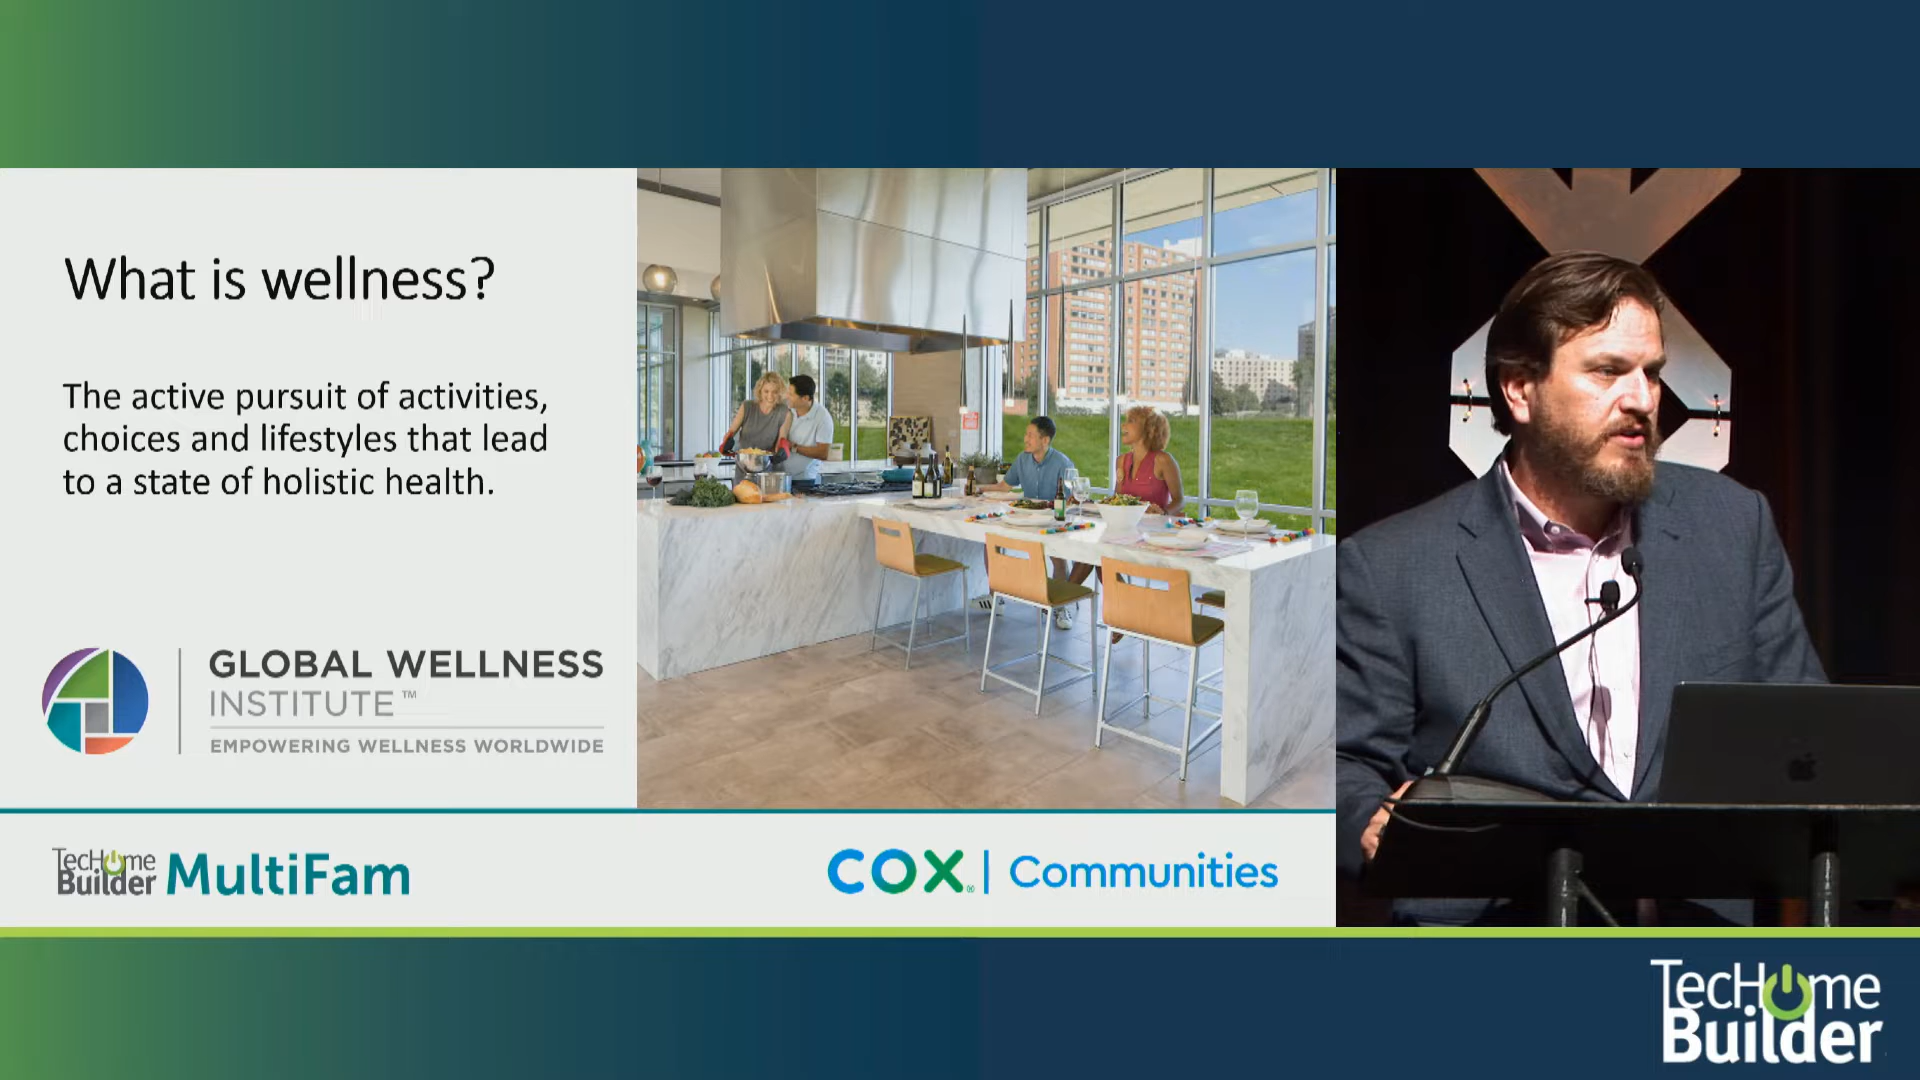 What is wellness?
The active pursuit of activities,
choices and lifestyles that lead
to a state of holistic health.
GLOBAL WELLNESS
INSTITUTE™
EMPOWERING WELLNESS WORLDWIDE
TecHome
Builder MultiFam
COX® | Communities
TecHome
Builder